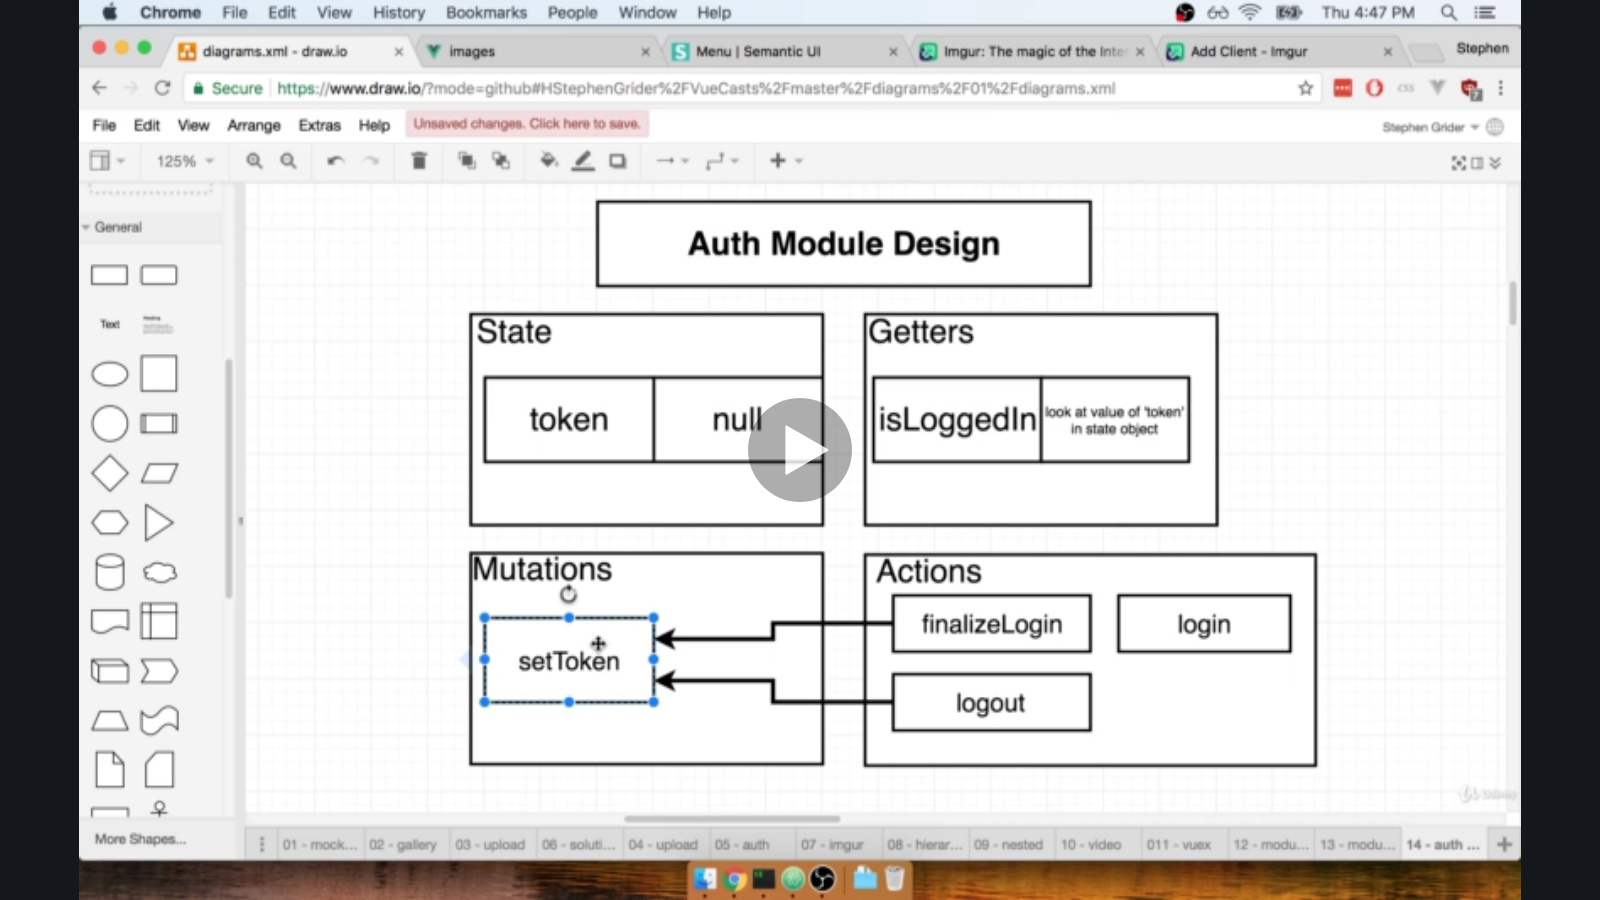 Chrome File Edit View History Bookmarks People Window Help Thu 4:47 PM
diagrams.xml - draw.io images Menu | Semantic UI Imgur: The magic of the Inte Add Client - Imgur Stephen
Secure https://www.draw.io/?mode=github#HStephenGrider%2FVueCasts%2Fmaster%2Fdiagrams%2F01%2Fdiagrams.xml css 7
File Edit View Arrange Extras Help Unsaved changes. Click here to save. Stephen Grider
125%
General
Text
More Shapes...
Auth Module Design
State
token null
Getters
isLoggedIn look at value of 'token'
in state object
Mutations
setToken
Actions
finalizeLogin login
logout
01 - mock... 02 - gallery 03 - upload 06 - soluti... 04 - upload 05 - auth 07 - imgur 08 - hierar... 09 - nested 10 - video 011 - vuex 12 - modu... 13 - modu... 14 - auth ...